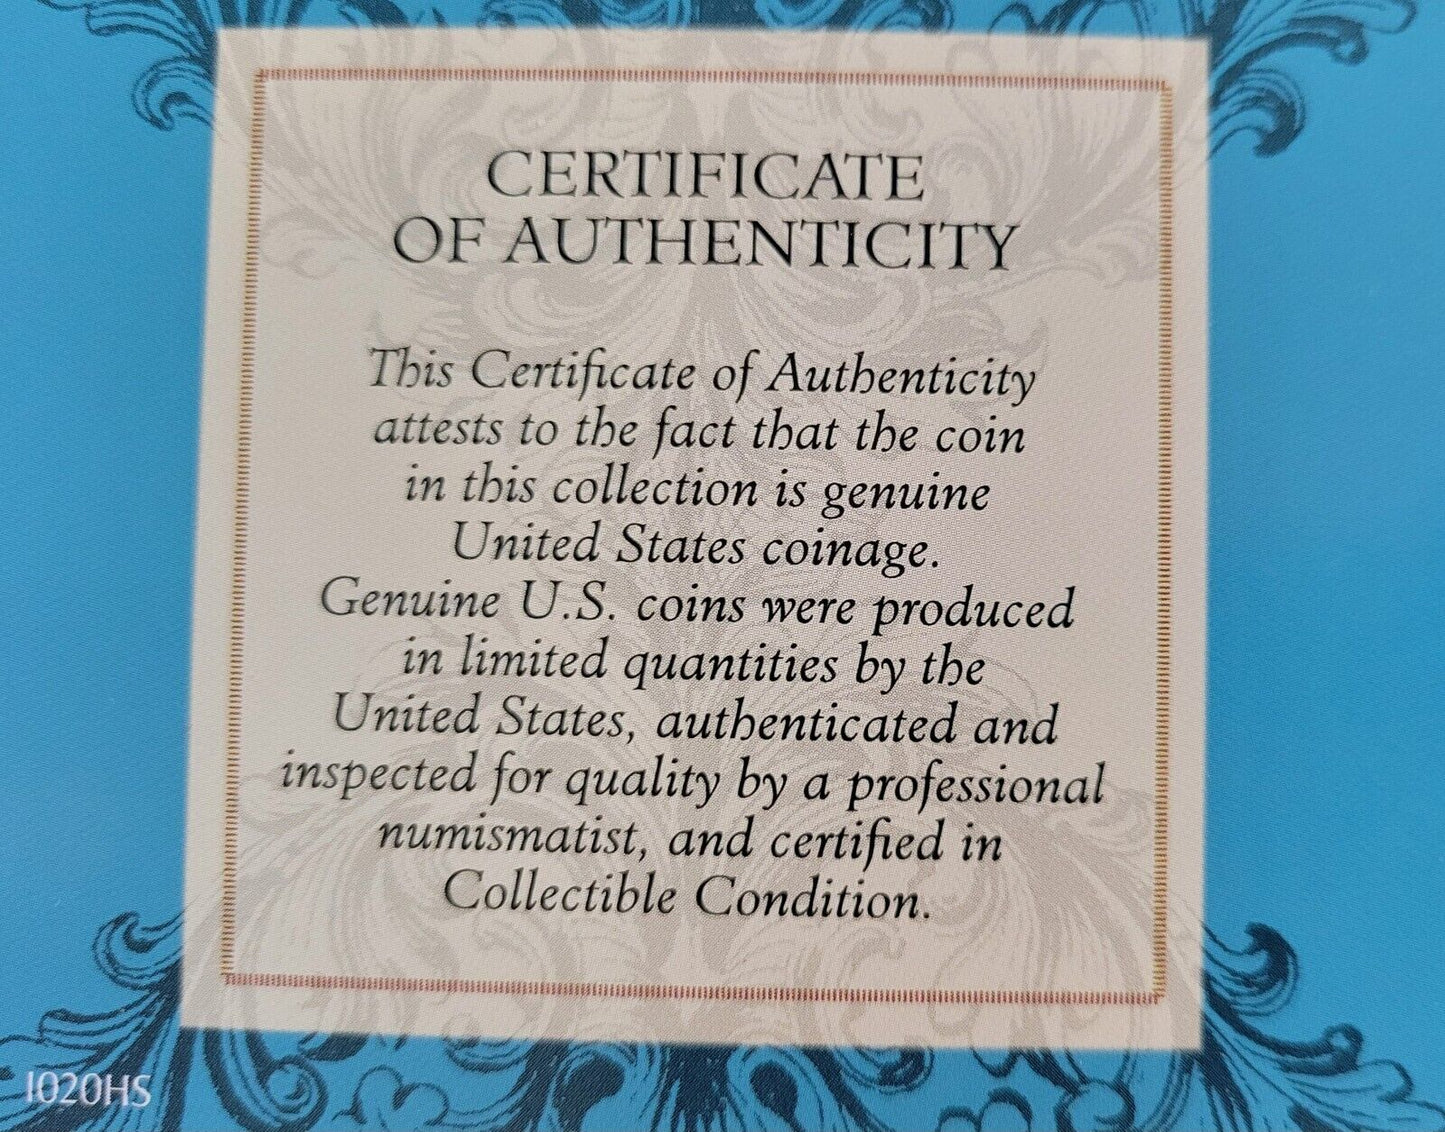 CERTIFICATE
OF AUTHENTICITY
This Certificate of Authenticity
attests to the fact that the coin
in this collection is genuine
United States coinage.
Genuine U.S. coins were produced
in limited quantities by the
United States, authenticated and
inspected for quality by a professional
numismatist, and certified in
Collectible Condition.
I020HS